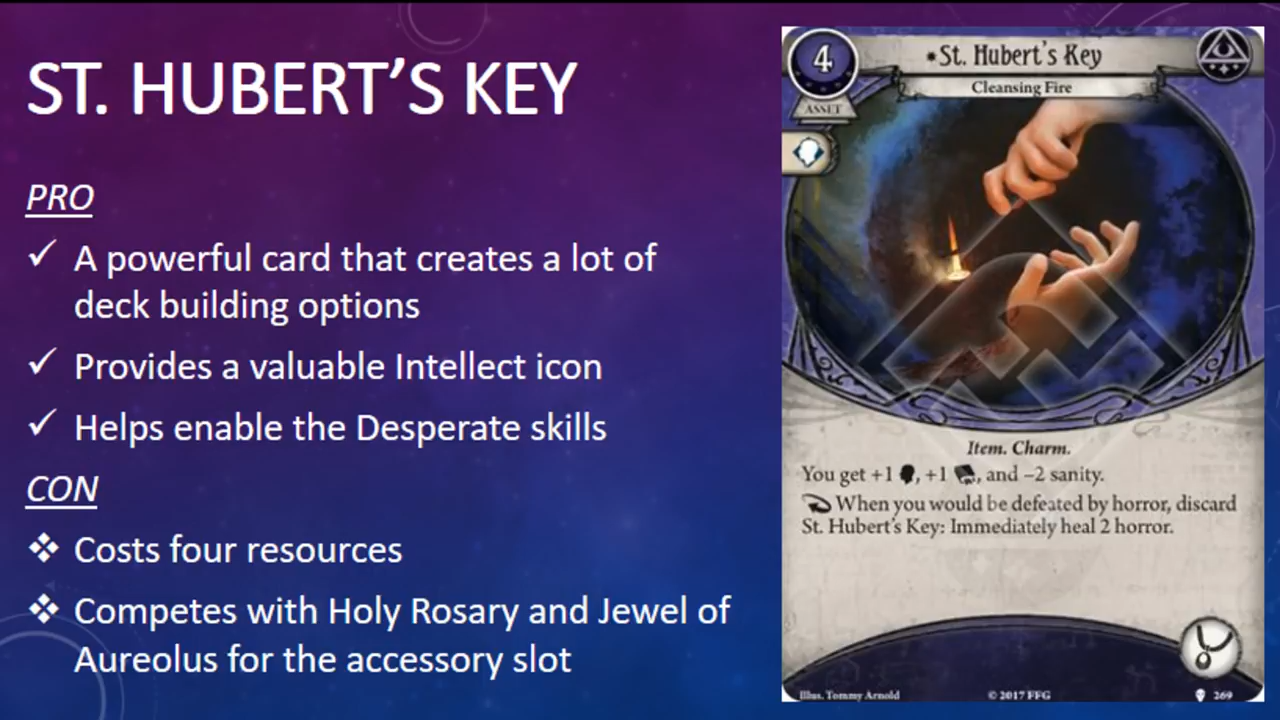 ST. HUBERT'S KEY
PRO
✓ A powerful card that creates a lot of
deck building options
✓ Provides a valuable Intellect icon
✓ Helps enable the Desperate skills
CON
❖ Costs four resources
❖ Competes with Holy Rosary and Jewel of
Aureolus for the accessory slot
4
*St. Hubert's Key
Cleansing Fire
ASSET
Item. Charm.
You get +1 , +1 , and –2 sanity.
When you would be defeated by horror, discard
St. Hubert's Key: Immediately heal 2 horror.
Illus. Tommy Arnold
© 2017 FFG
269